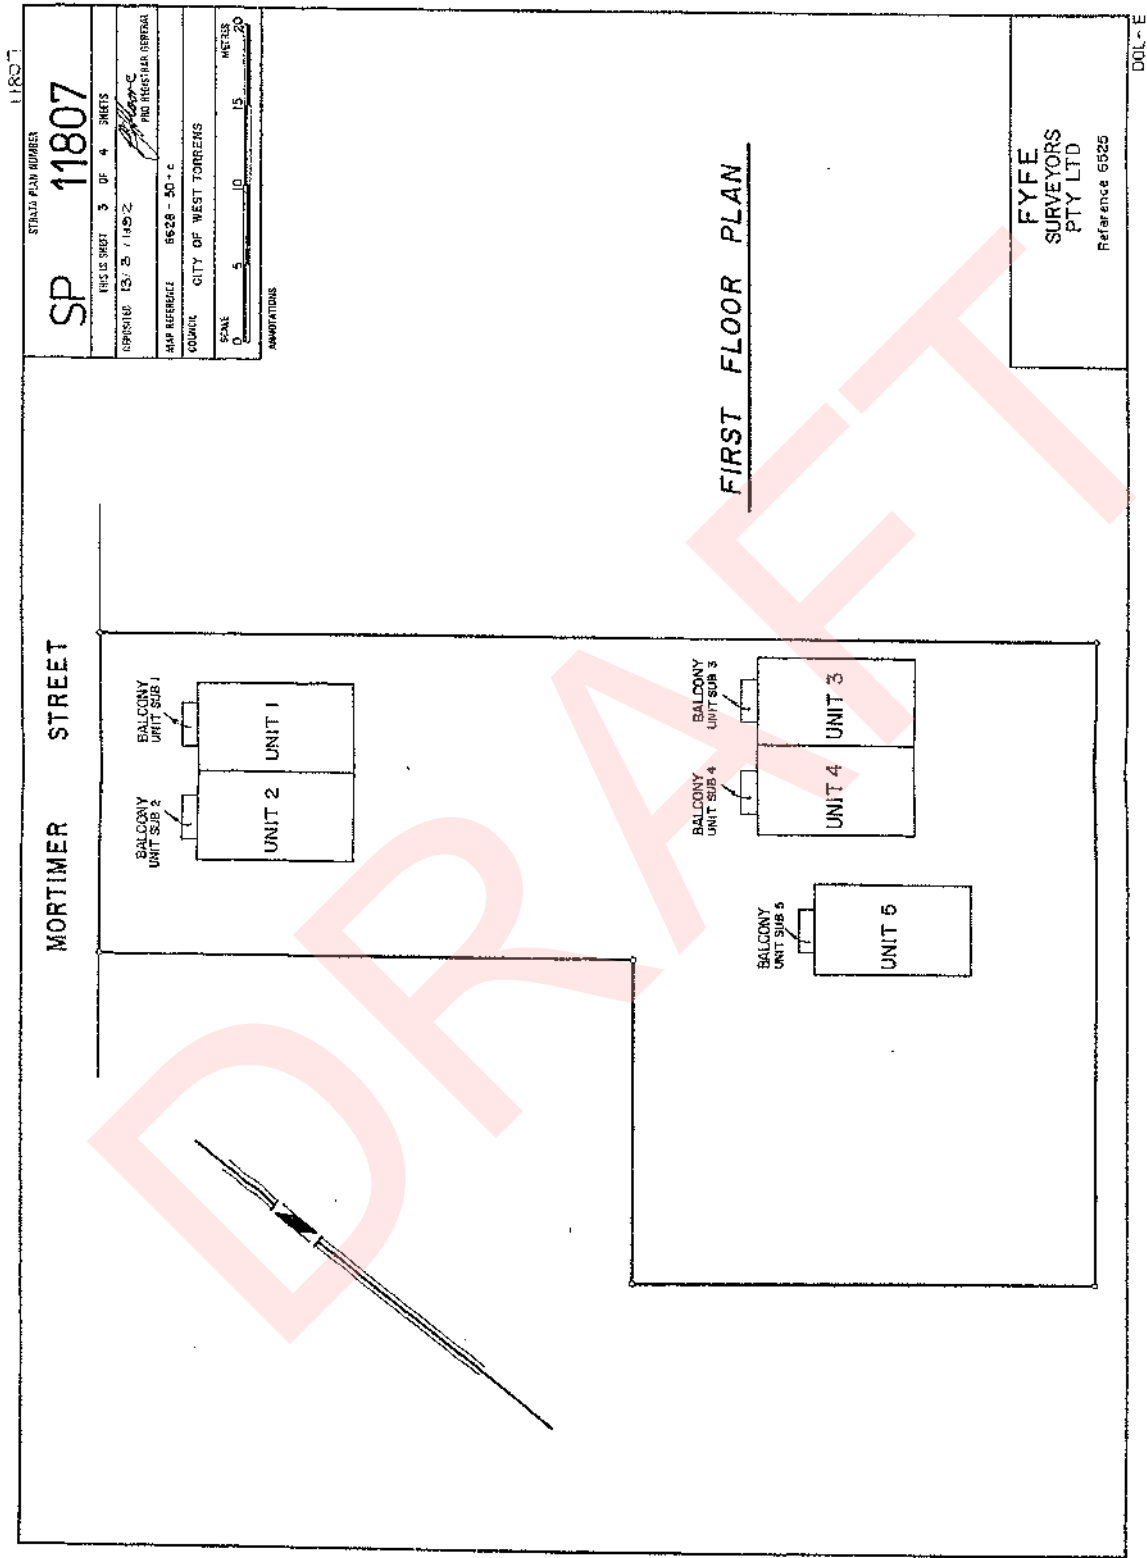 11807
STRATA PLAN NUMBER
SP 11807
THIS IS SHEET 3 OF 4 SHEETS
DEPOSITED 13/3/1992
PRO REGISTRAR GENERAL
MAP REFERENCE 6628-50-c
COUNCIL CITY OF WEST TORRENS
SCALE
METRES
0 5 10 15 20
ANNOTATIONS
MORTIMER STREET
BALCONY
UNIT SUB 2
BALCONY
UNIT SUB 1
UNIT 2
UNIT 1
BALCONY
UNIT SUB 5
BALCONY
UNIT SUB 4
BALCONY
UNIT SUB 3
UNIT 5
UNIT 4
UNIT 3
FIRST FLOOR PLAN
FYFE
SURVEYORS
PTY LTD
Reference 6525
DOL-E
DRAFT